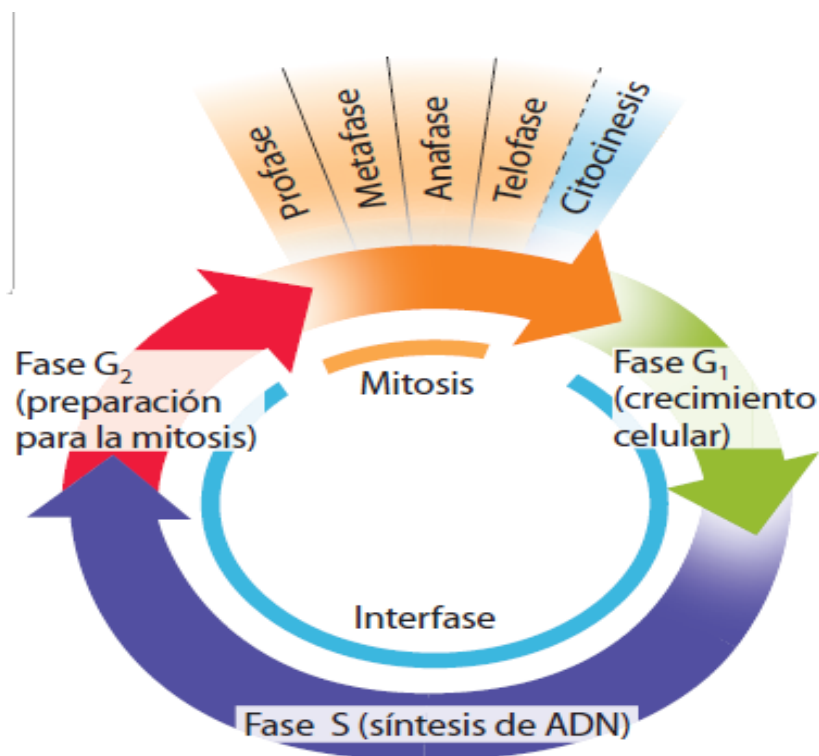 Profase
Metafase
Anafase
Telofase
Citocinesis
Fase G₂
(preparación
para la mitosis)
Mitosis
Fase G₁
(crecimiento
celular)
Interfase
Fase S (síntesis de ADN)